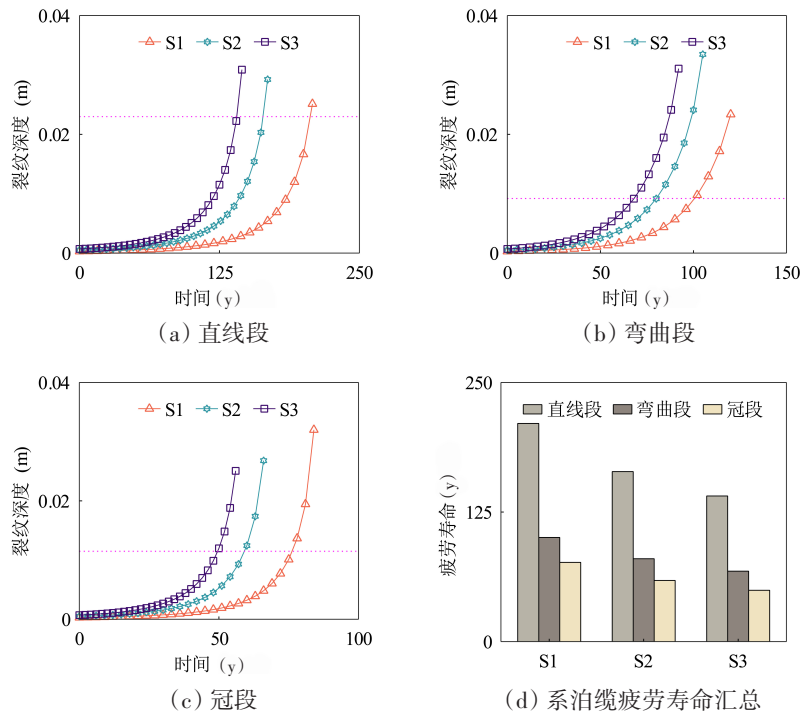 0.04
S1 S2 S3
0.02
0
裂纹深度 (m)
0 125 250
时间(y)
(a) 直线段
0.04
S1 S2 S3
0.02
0
裂纹深度 (m)
0 50 100 150
时间(y)
(b) 弯曲段
0.04
S1 S2 S3
0.02
0
裂纹深度 (m)
0 50 100
时间(y)
(c) 冠段
250
直线段 弯曲段 冠段
125
0
疲劳寿命(y)
S1 S2 S3
(d) 系泊缆疲劳寿命汇总